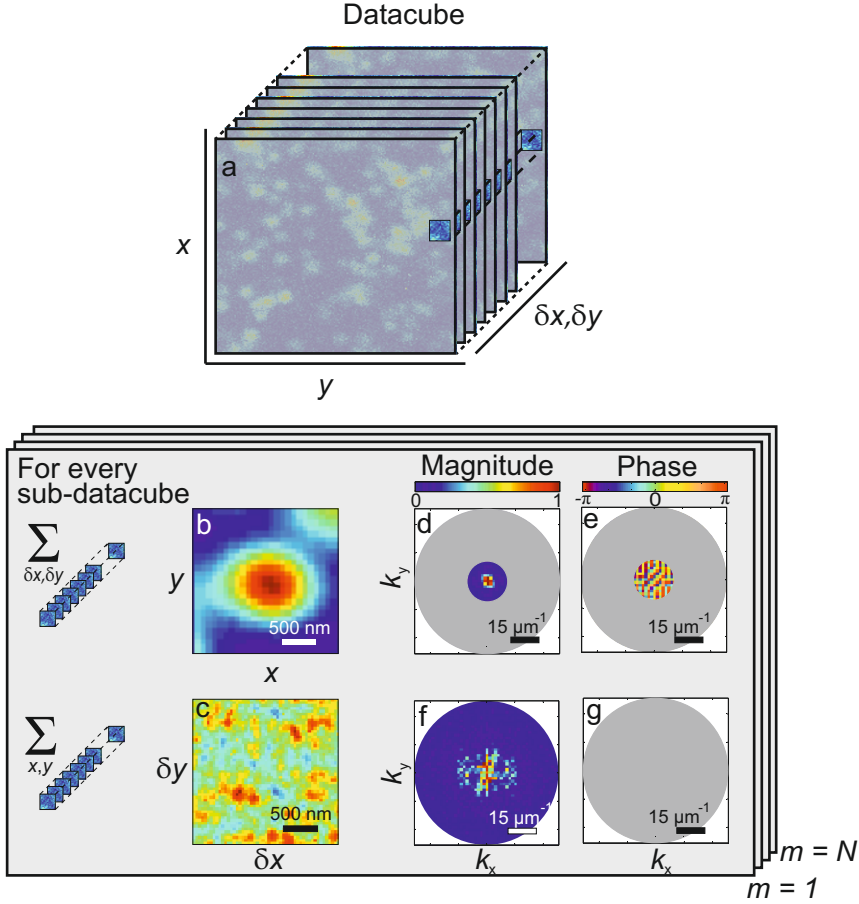 Datacube
a
x
δx,δy
y
For every
sub-datacube
Magnitude
Phase
0
1
-π
0
π
b
d
e
∑
δx,δy
y
500 nm
k_y
15 μm⁻¹
15 μm⁻¹
x
c
f
g
∑
x,y
δy
500 nm
k_y
15 μm⁻¹
15 μm⁻¹
δx
k_x
k_x
m = N
m = 1